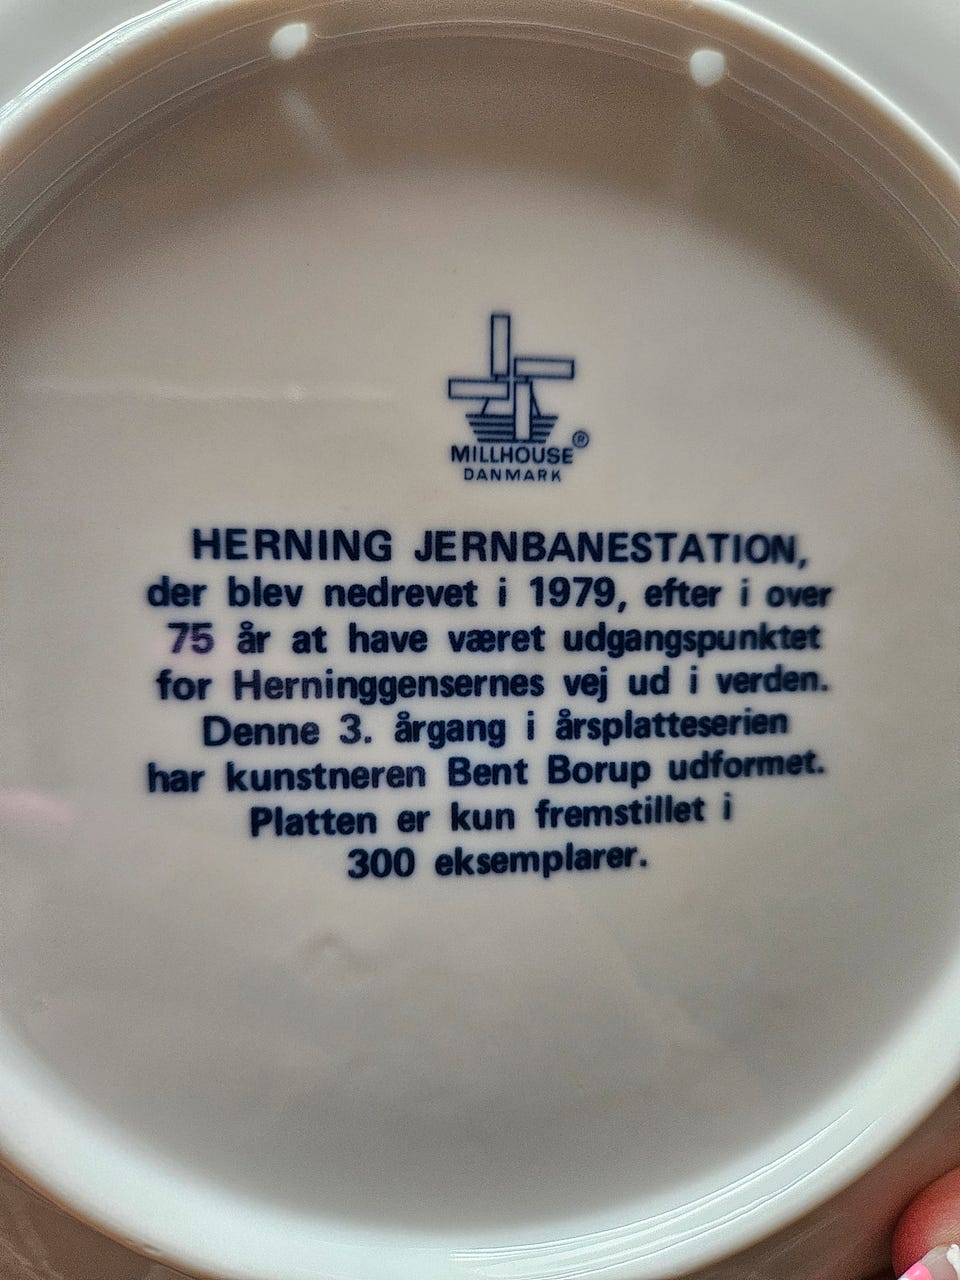 MILLHOUSE ®
DANMARK
HERNING JERNBANESTATION,
der blev nedrevet i 1979, efter i over
75 år at have været udgangspunktet
for Herninggensernes vej ud i verden.
Denne 3. årgang i årsplatteserien
har kunstneren Bent Borup udformet.
Platten er kun fremstillet i
300 eksemplarer.